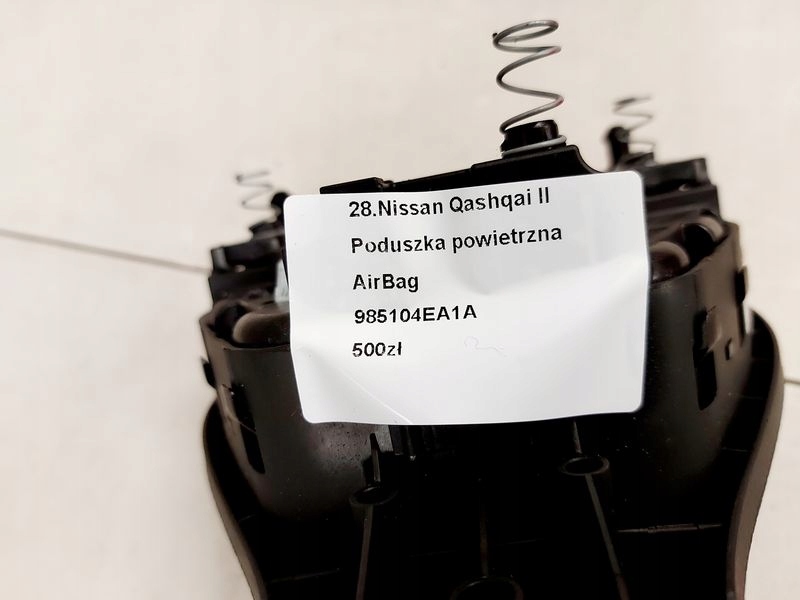 28.Nissan Qashqai II
Poduszka powietrzna
AirBag
985104EA1A
500zł